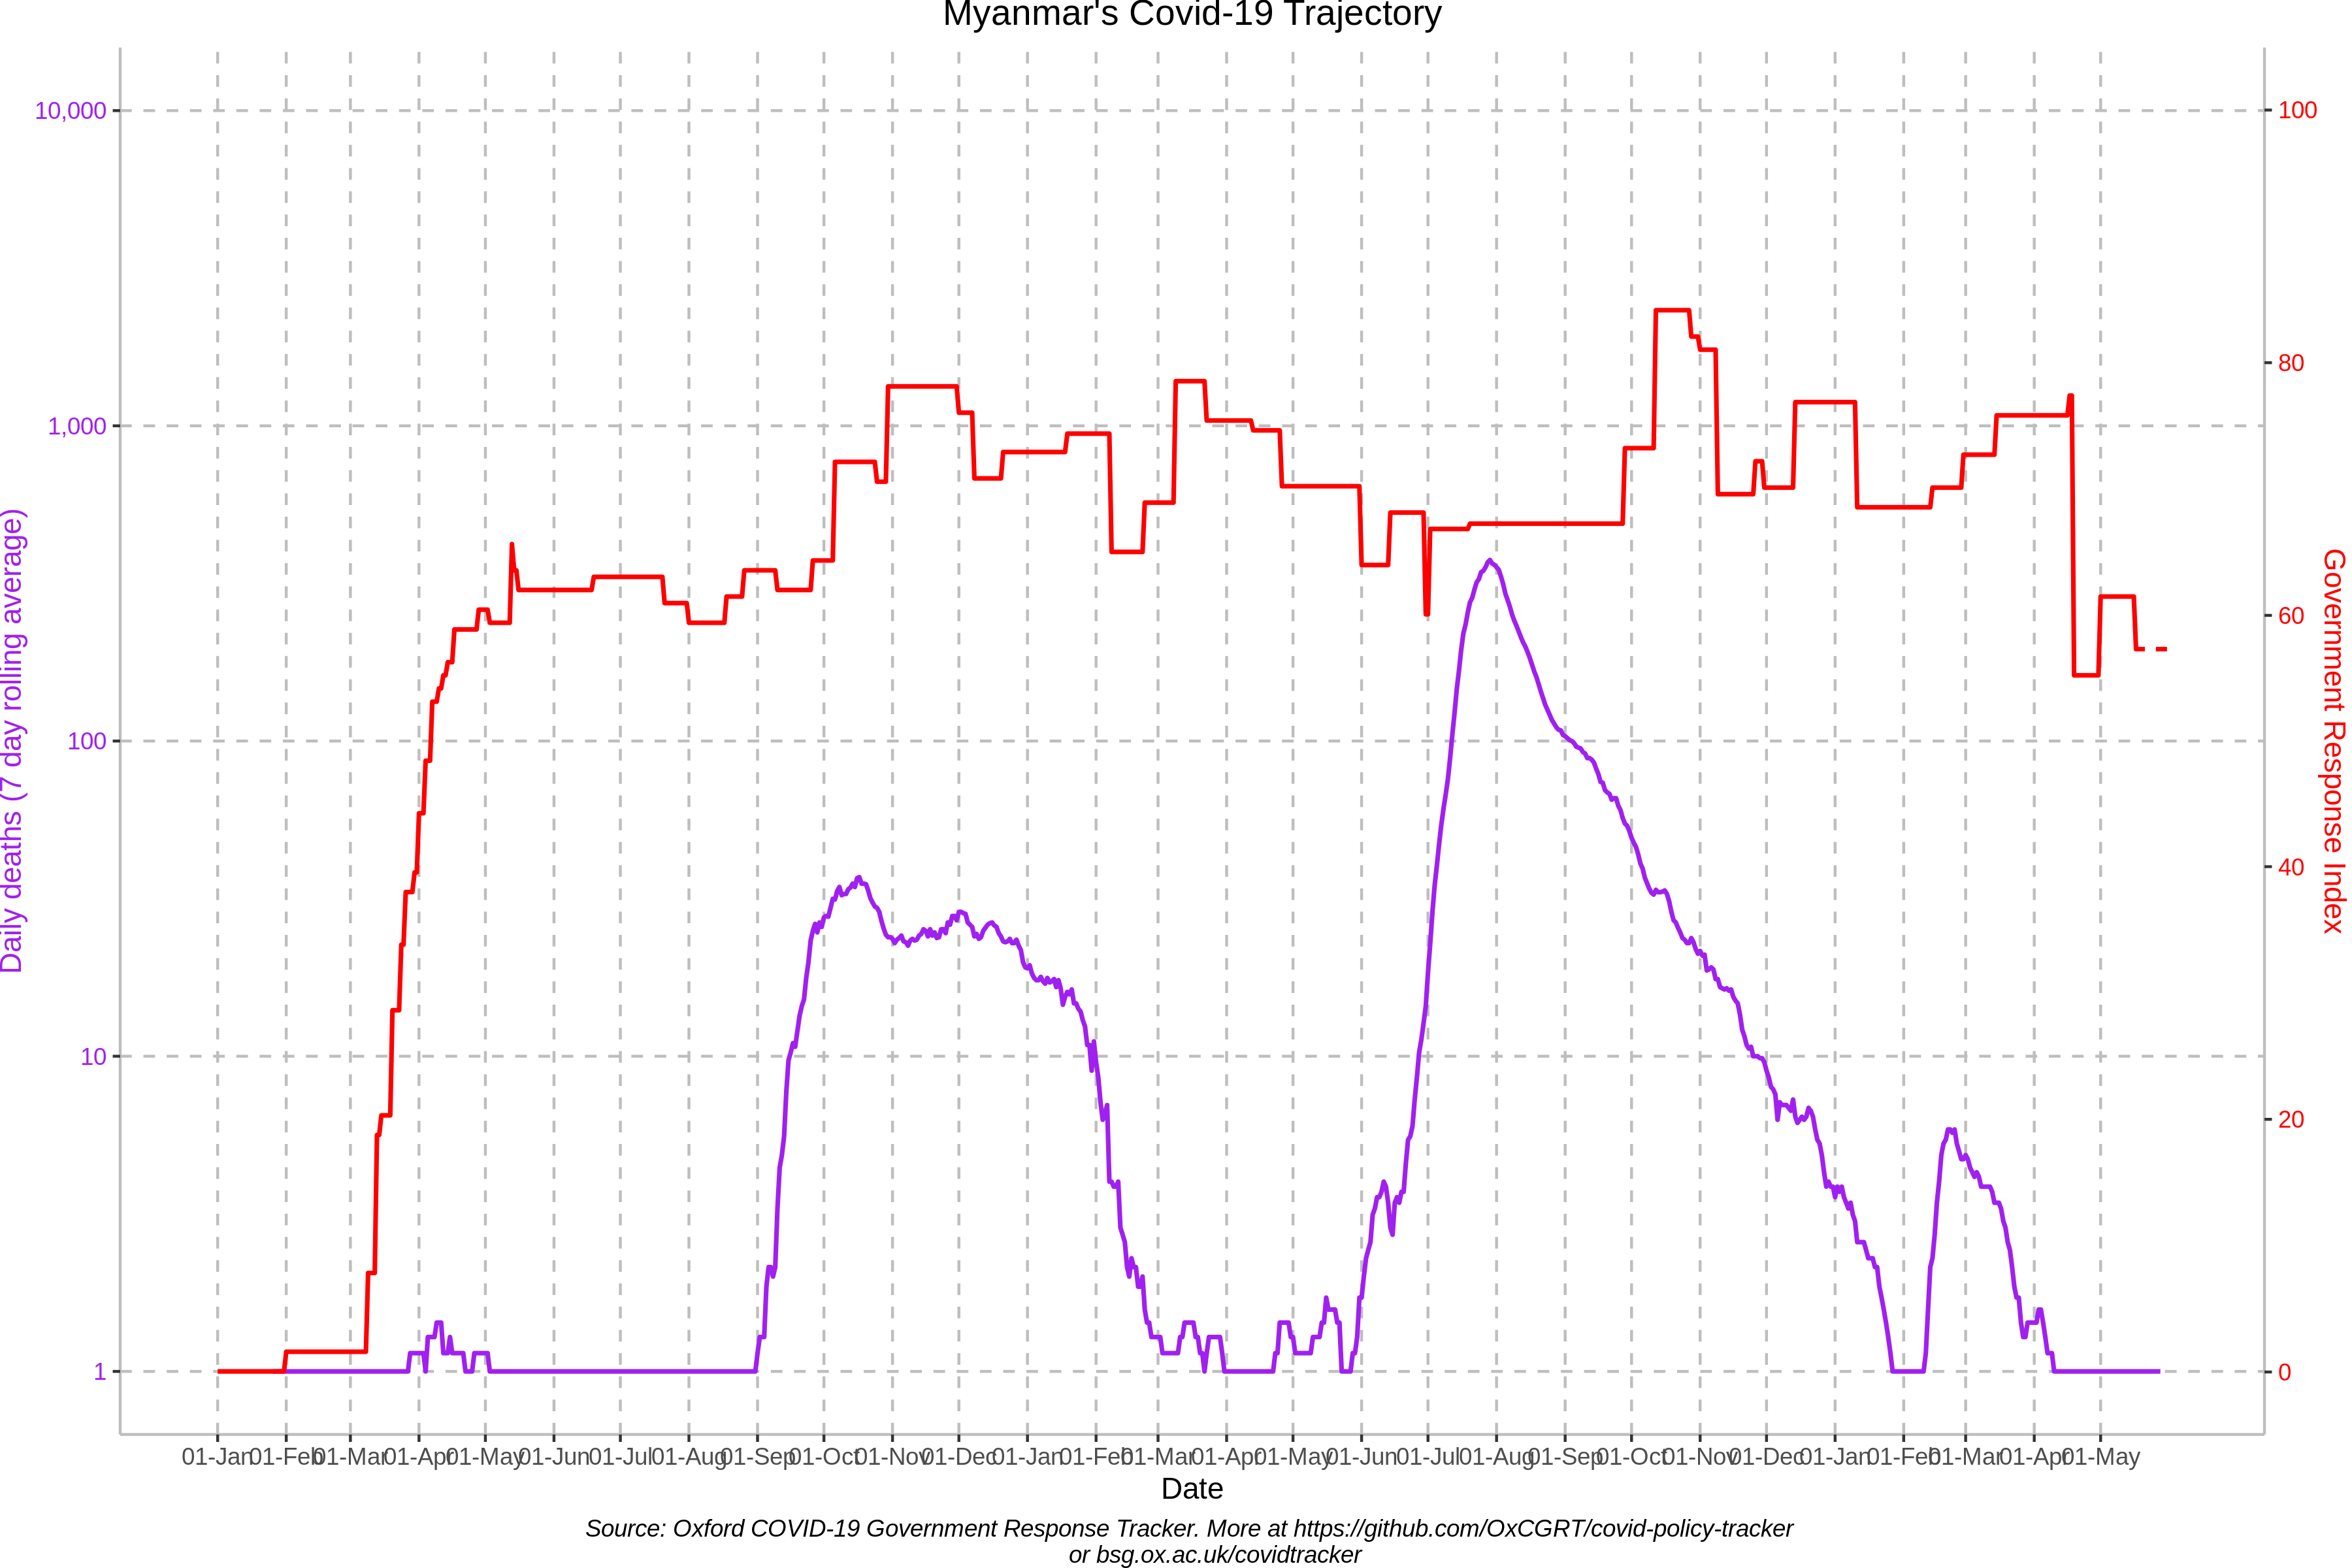 Myanmar's Covid-19 Trajectory
10,000
1,000
100
10
1
Daily deaths (7 day rolling average)
100
80
60
40
20
0
Government Response Index
01-Jan 01-Feb 01-Mar 01-Apr 01-May 01-Jun 01-Jul 01-Aug 01-Sep 01-Oct 01-Nov 01-Dec 01-Jan 01-Feb 01-Mar 01-Apr 01-May 01-Jun 01-Jul 01-Aug 01-Sep 01-Oct 01-Nov 01-Dec 01-Jan 01-Feb 01-Mar 01-Apr 01-May
Date
Source: Oxford COVID-19 Government Response Tracker. More at https://github.com/OxCGRT/covid-policy-tracker
or bsg.ox.ac.uk/covidtracker